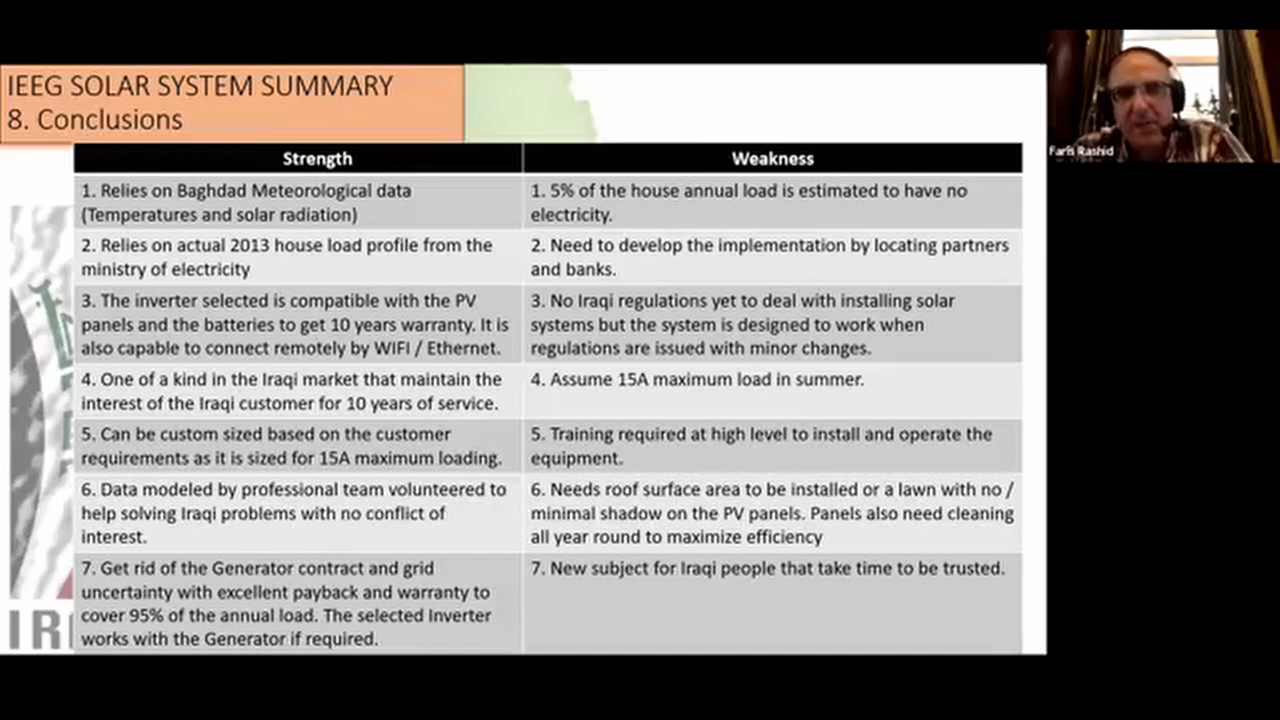 IEEG SOLAR SYSTEM SUMMARY
8. Conclusions
Faris Rashid
Strength
Weakness
1. Relies on Baghdad Meteorological data
(Temperatures and solar radiation)
1. 5% of the house annual load is estimated to have no
electricity.
2. Relies on actual 2013 house load profile from the
ministry of electricity
2. Need to develop the implementation by locating partners
and banks.
3. The inverter selected is compatible with the PV
panels and the batteries to get 10 years warranty. It is
also capable to connect remotely by WIFI / Ethernet.
3. No Iraqi regulations yet to deal with installing solar
systems but the system is designed to work when
regulations are issued with minor changes.
4. One of a kind in the Iraqi market that maintain the
interest of the Iraqi customer for 10 years of service.
4. Assume 15A maximum load in summer.
5. Can be custom sized based on the customer
requirements as it is sized for 15A maximum loading.
5. Training required at high level to install and operate the
equipment.
6. Data modeled by professional team volunteered to
help solving Iraqi problems with no conflict of
interest.
6. Needs roof surface area to be installed or a lawn with no /
minimal shadow on the PV panels. Panels also need cleaning
all year round to maximize efficiency
7. Get rid of the Generator contract and grid
uncertainty with excellent payback and warranty to
cover 95% of the annual load. The selected Inverter
works with the Generator if required.
7. New subject for Iraqi people that take time to be trusted.